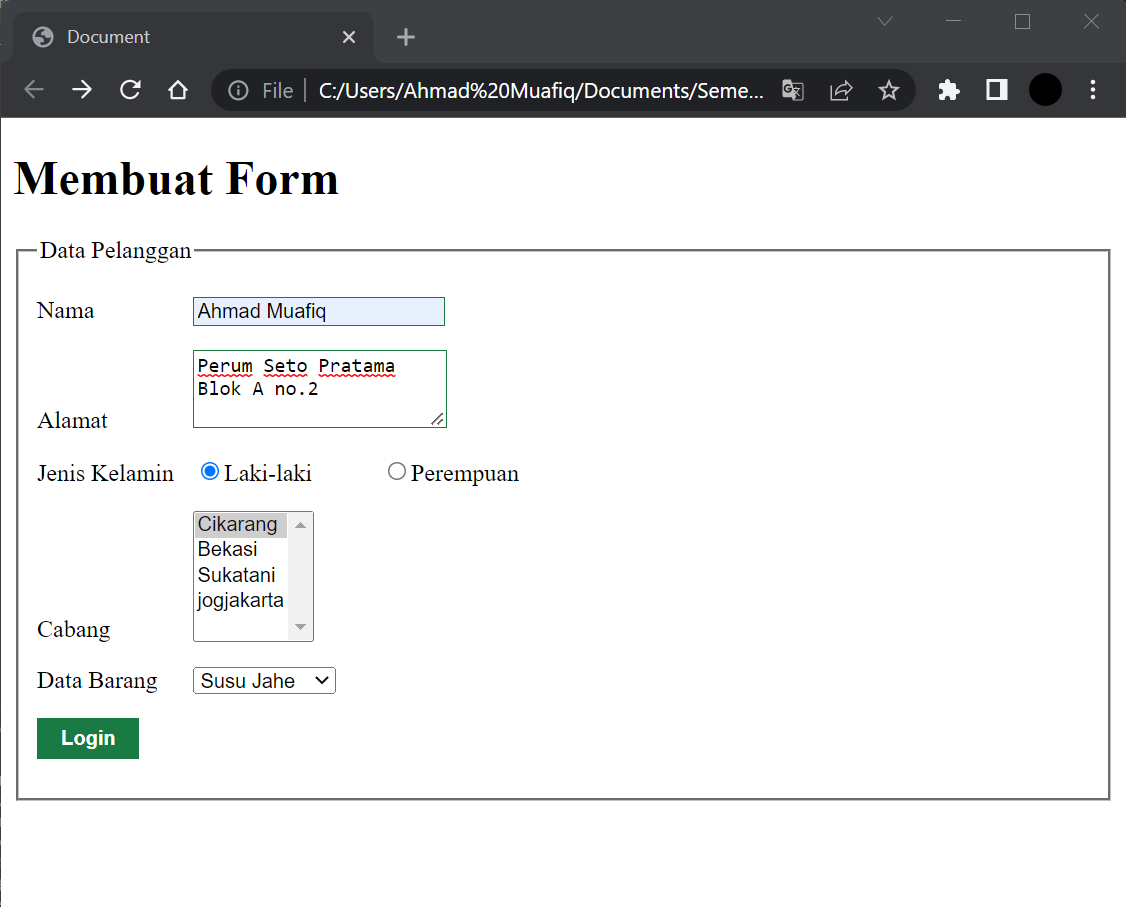 Document
File
C:/Users/Ahmad%20Muafiq/Documents/Seme...
Membuat Form
Data Pelanggan
Nama
Ahmad Muafiq
Perum Seto Pratama
Blok A no.2
Alamat
Jenis Kelamin
Laki-laki
Perempuan
Cikarang
Bekasi
Sukatani
jogjakarta
Cabang
Data Barang
Susu Jahe
Login